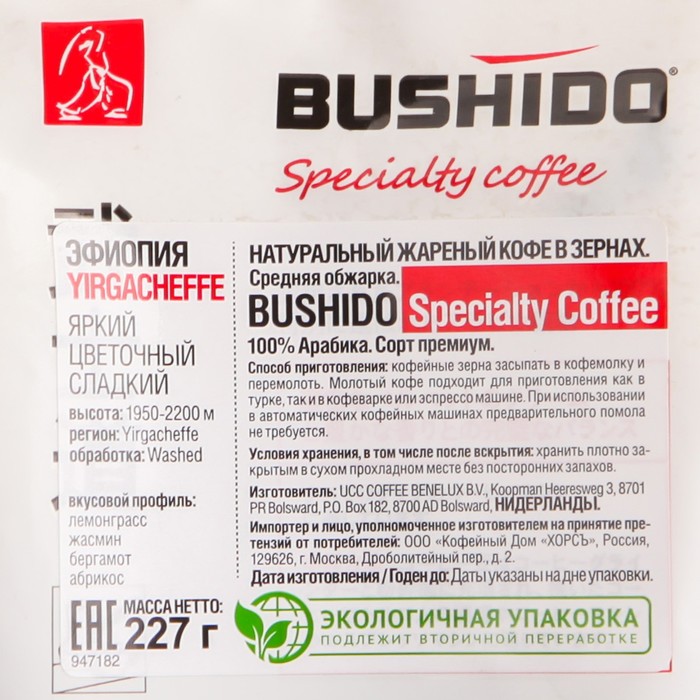 BUSHIDO®
Specialty coffee
ЭФИОПИЯ
YIRGACHEFFE
ЯРКИЙ
ЦВЕТОЧНЫЙ
СЛАДКИЙ
высота: 1950-2200 м
регион: Yirgacheffe
обработка: Washed
вкусовой профиль:
лемонграсс
жасмин
бергамот
абрикос
EAC
947182
МАССА НЕТТО:
227 г
НАТУРАЛЬНЫЙ ЖАРЕНЫЙ КОФЕ В ЗЕРНАХ.
Средняя обжарка.
BUSHIDO Specialty Coffee
100% Арабика. Сорт премиум.
Способ приготовления: кофейные зерна засыпать в кофемолку и
перемолоть. Молотый кофе подходит для приготовления как в
турке, так и в кофеварке или эспрессо машине. При использовании
в автоматических кофейных машинах предварительного помола
не требуется.
Условия хранения, в том числе после вскрытия: хранить плотно за-
крытым в сухом прохладном месте без посторонних запахов.
Изготовитель: UCC COFFEE BENELUX B.V., Koopman Heeresweg 3, 8701
PR Bolsward, P.O. Box 182, 8700 AD Bolsward, НИДЕРЛАНДЫ.
Импортер и лицо, уполномоченное изготовителем на принятие пре-
тензий от потребителей: ООО «Кофейный Дом «ХОРСЪ», Россия,
129626, г. Москва, Дроболитейный пер., д. 2.
Дата изготовления / Годен до: Даты указаны на дне упаковки.
ЭКОЛОГИЧНАЯ УПАКОВКА
ПОДЛЕЖИТ ВТОРИЧНОЙ ПЕРЕРАБОТКЕ